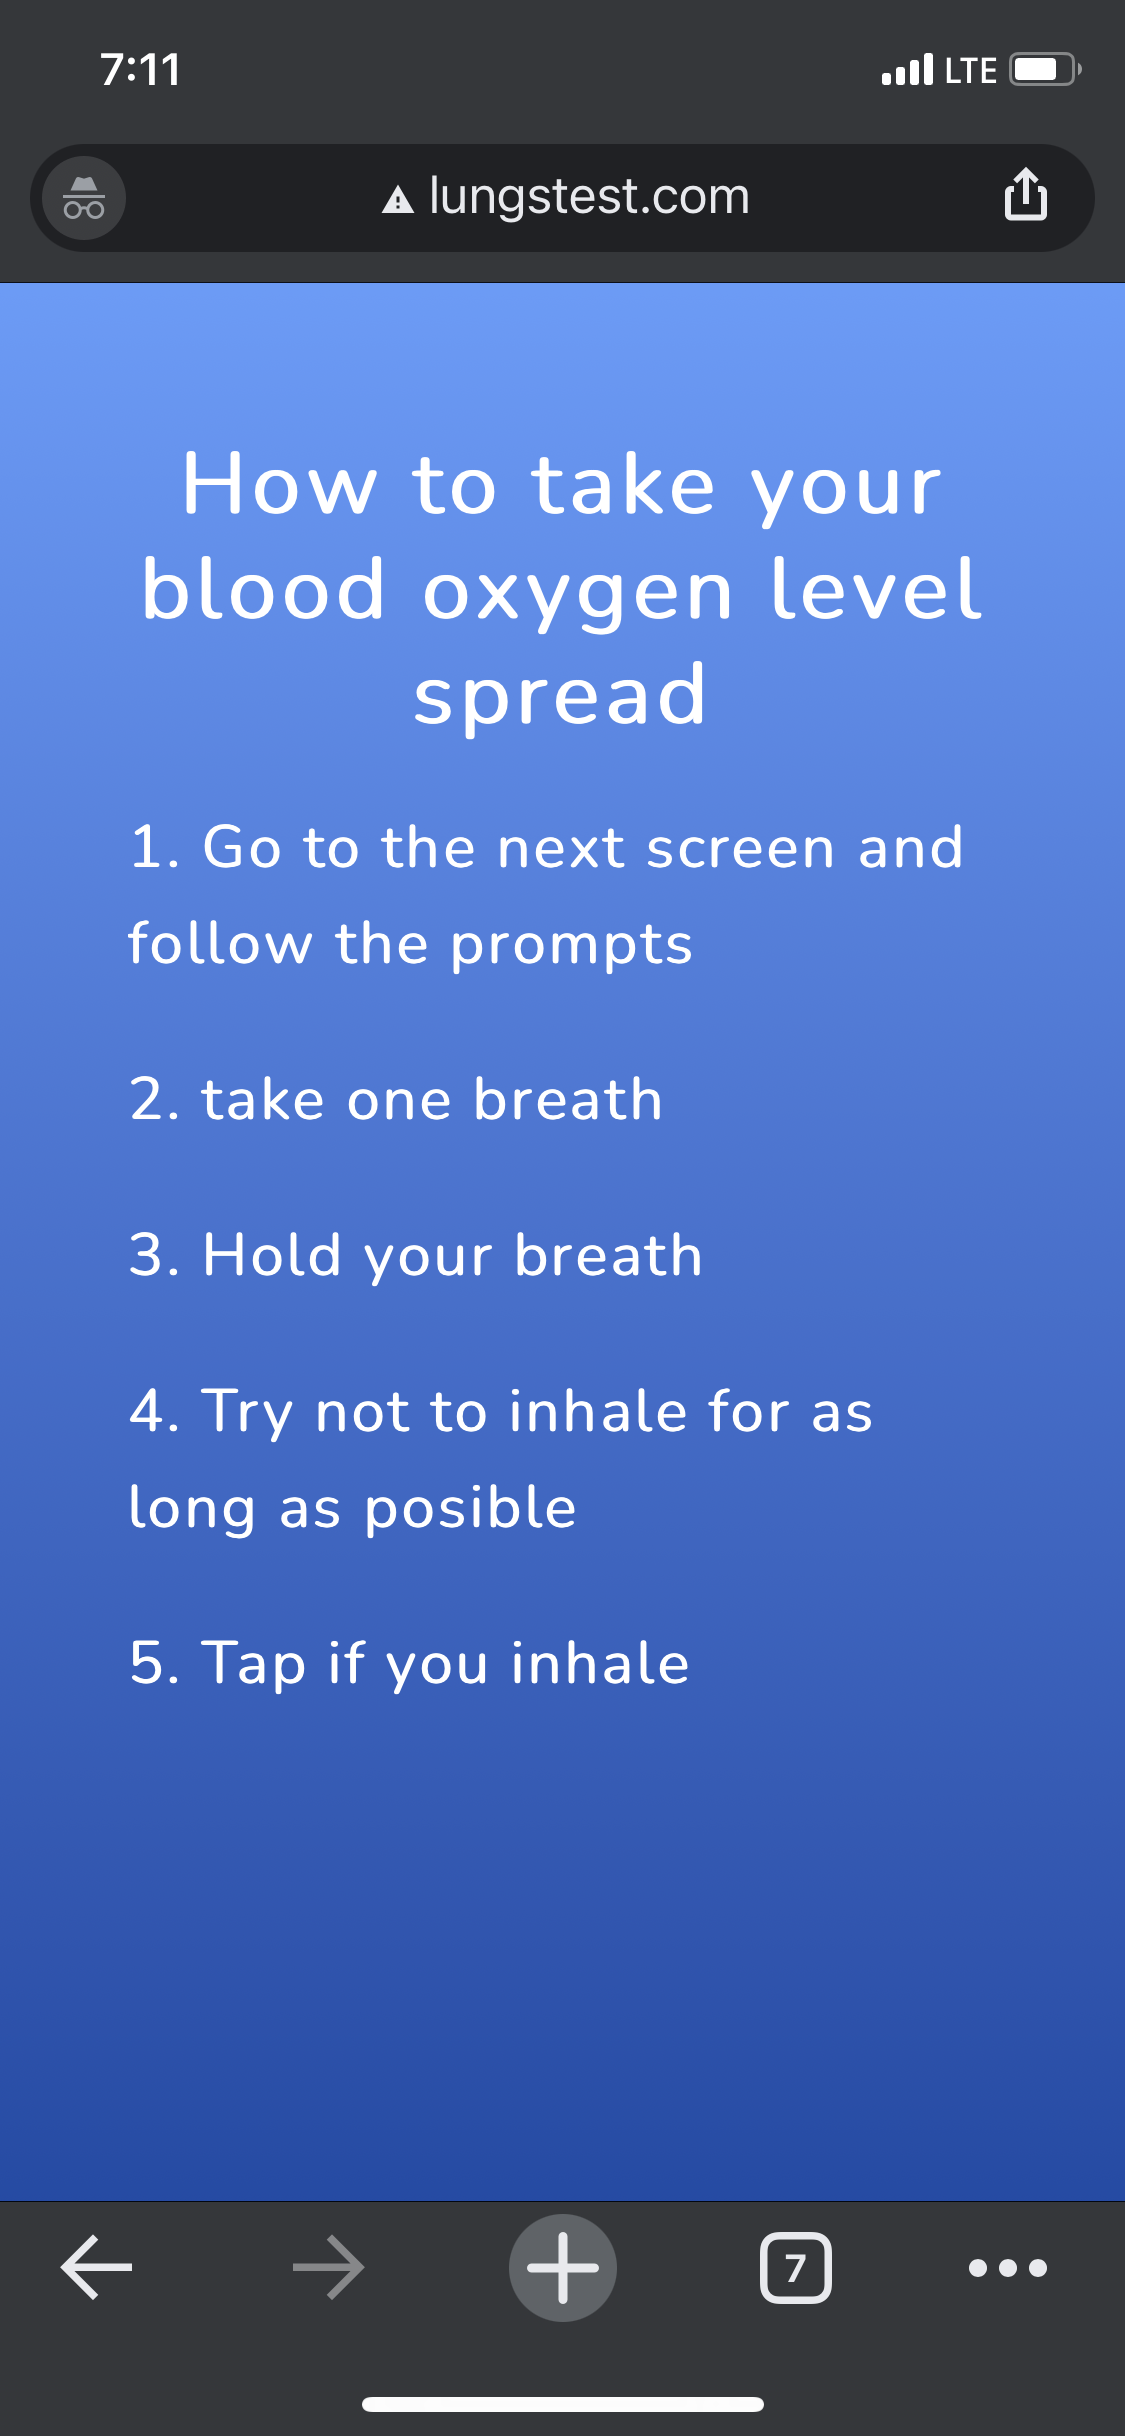 7:11 LTE
lungstest.com
How to take your
blood oxygen level
spread
1. Go to the next screen and
follow the prompts
2. take one breath
3. Hold your breath
4. Try not to inhale for as
long as posible
5. Tap if you inhale
7